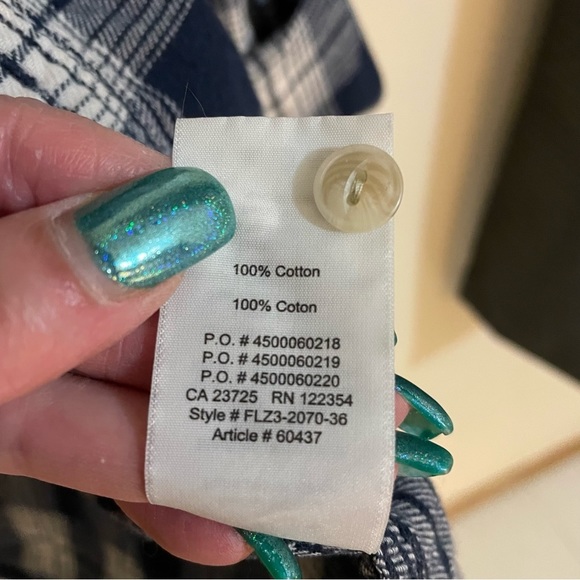 100% Cotton
100% Coton
P.O. # 4500060218
P.O. # 4500060219
P.O. # 4500060220
CA 23725 RN 122354
Style # FLZ3-2070-36
Article # 60437